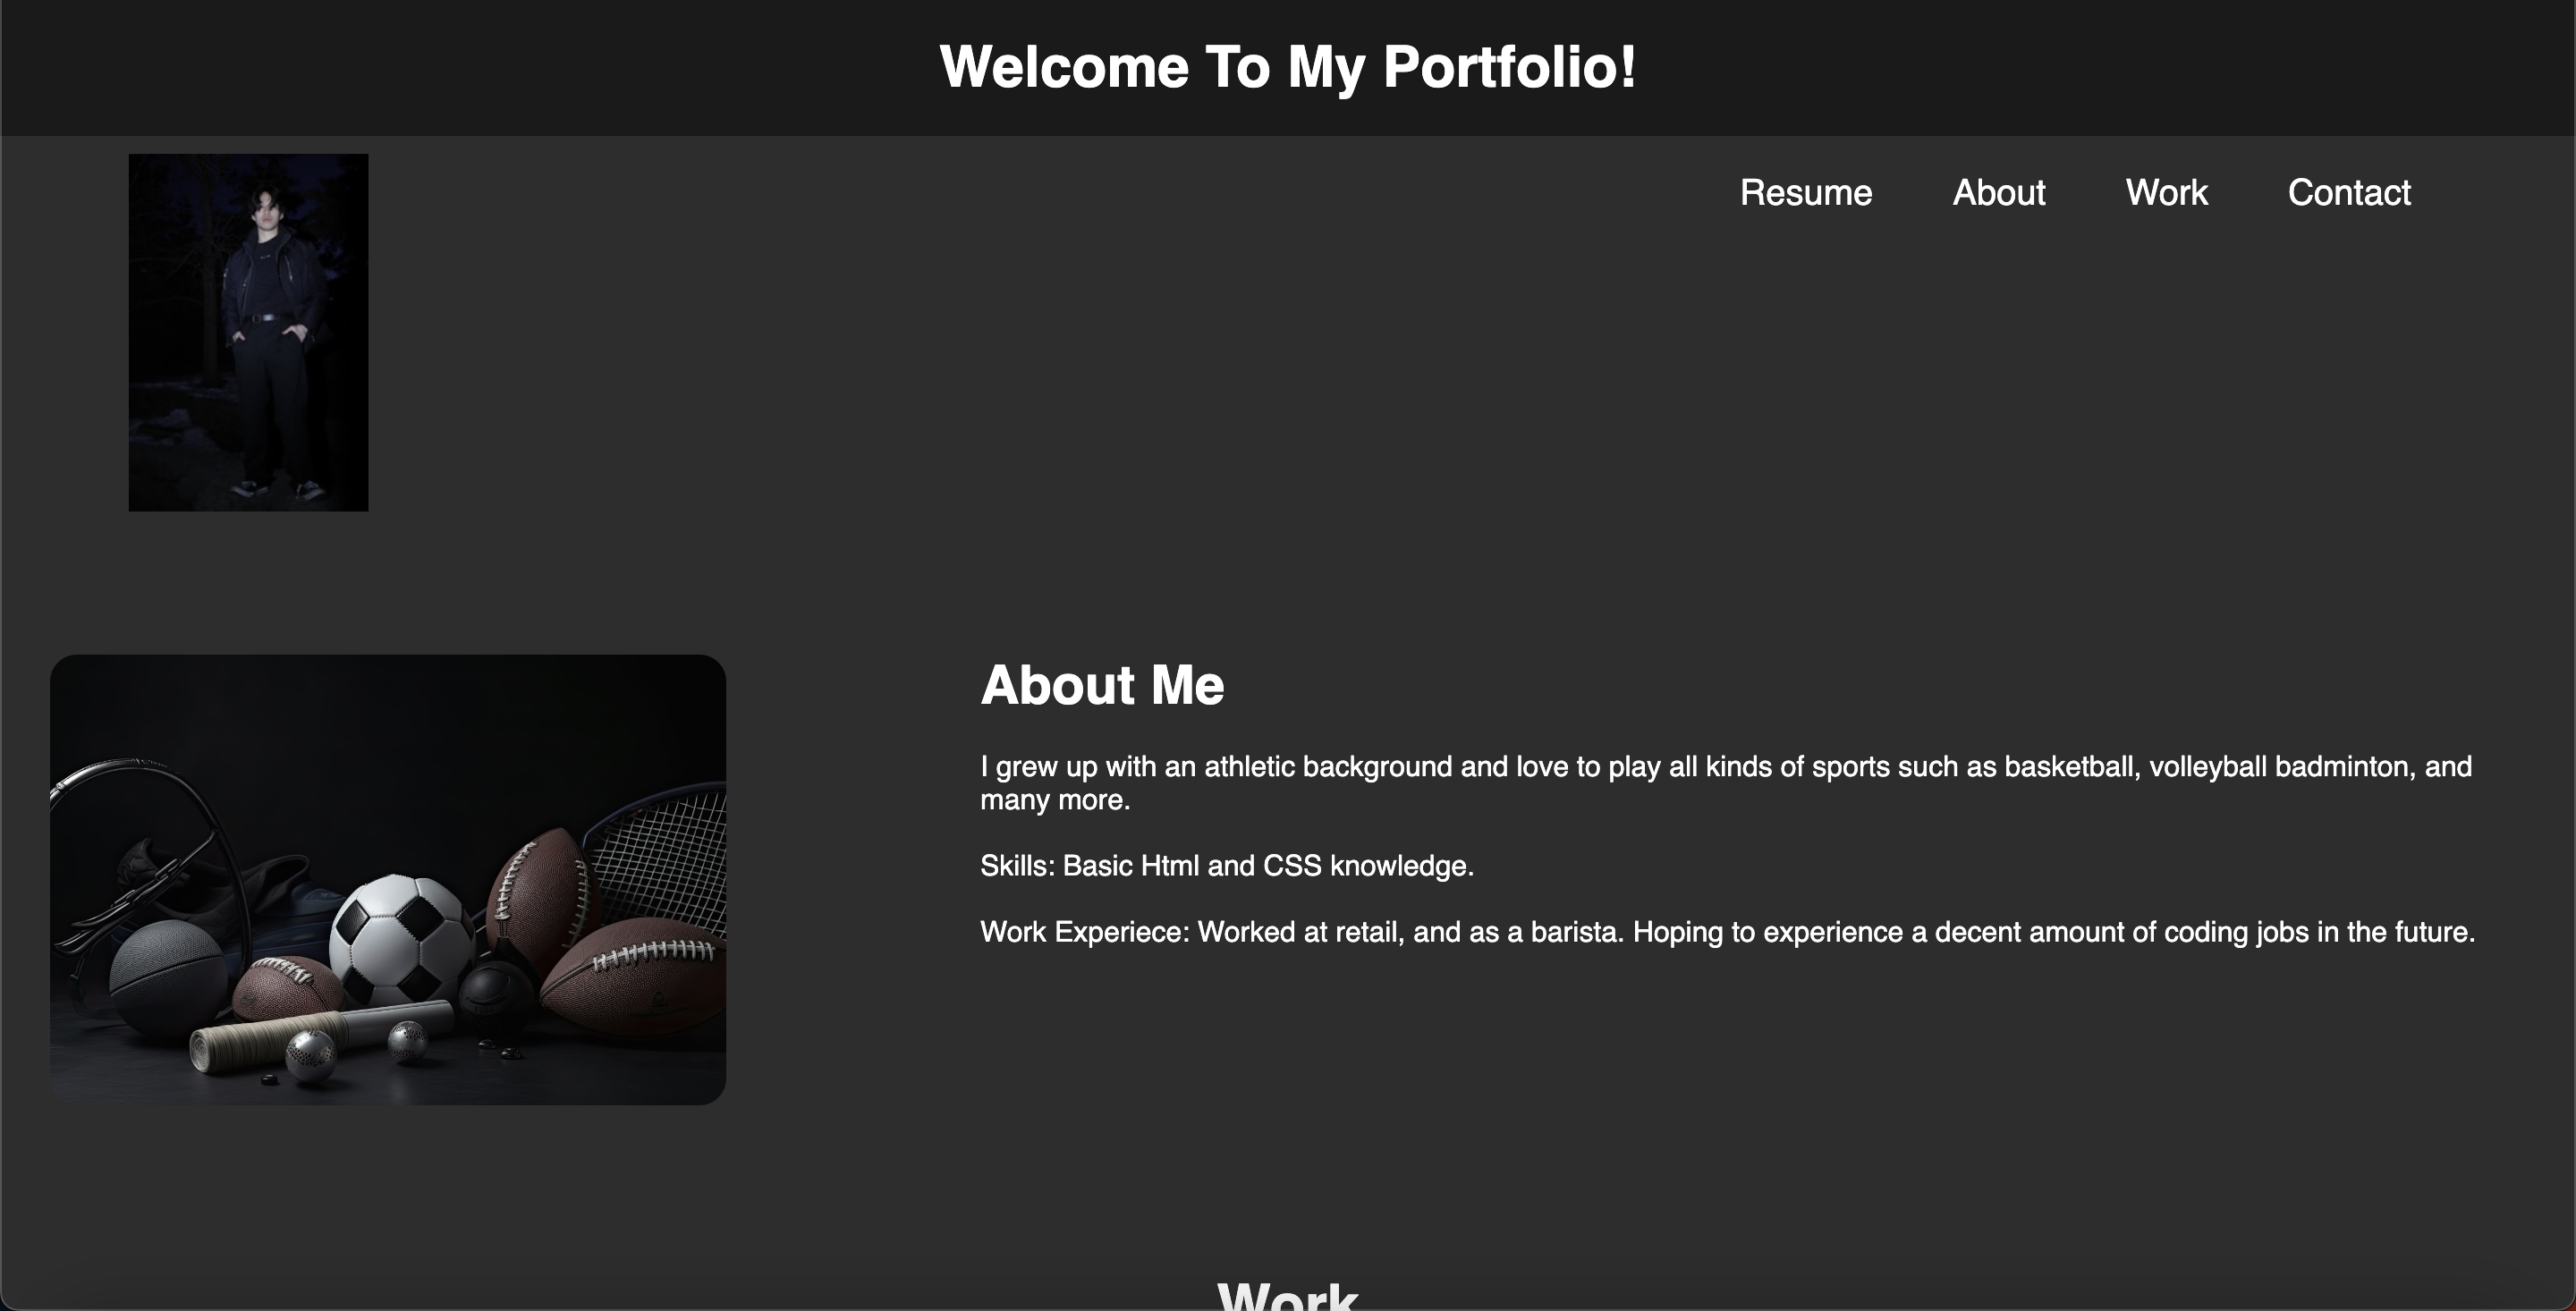 Welcome To My Portfolio!
Resume About Work Contact
About Me
I grew up with an athletic background and love to play all kinds of sports such as basketball, volleyball badminton, and
many more.
Skills: Basic Html and CSS knowledge.
Work Experiece: Worked at retail, and as a barista. Hoping to experience a decent amount of coding jobs in the future.
Work